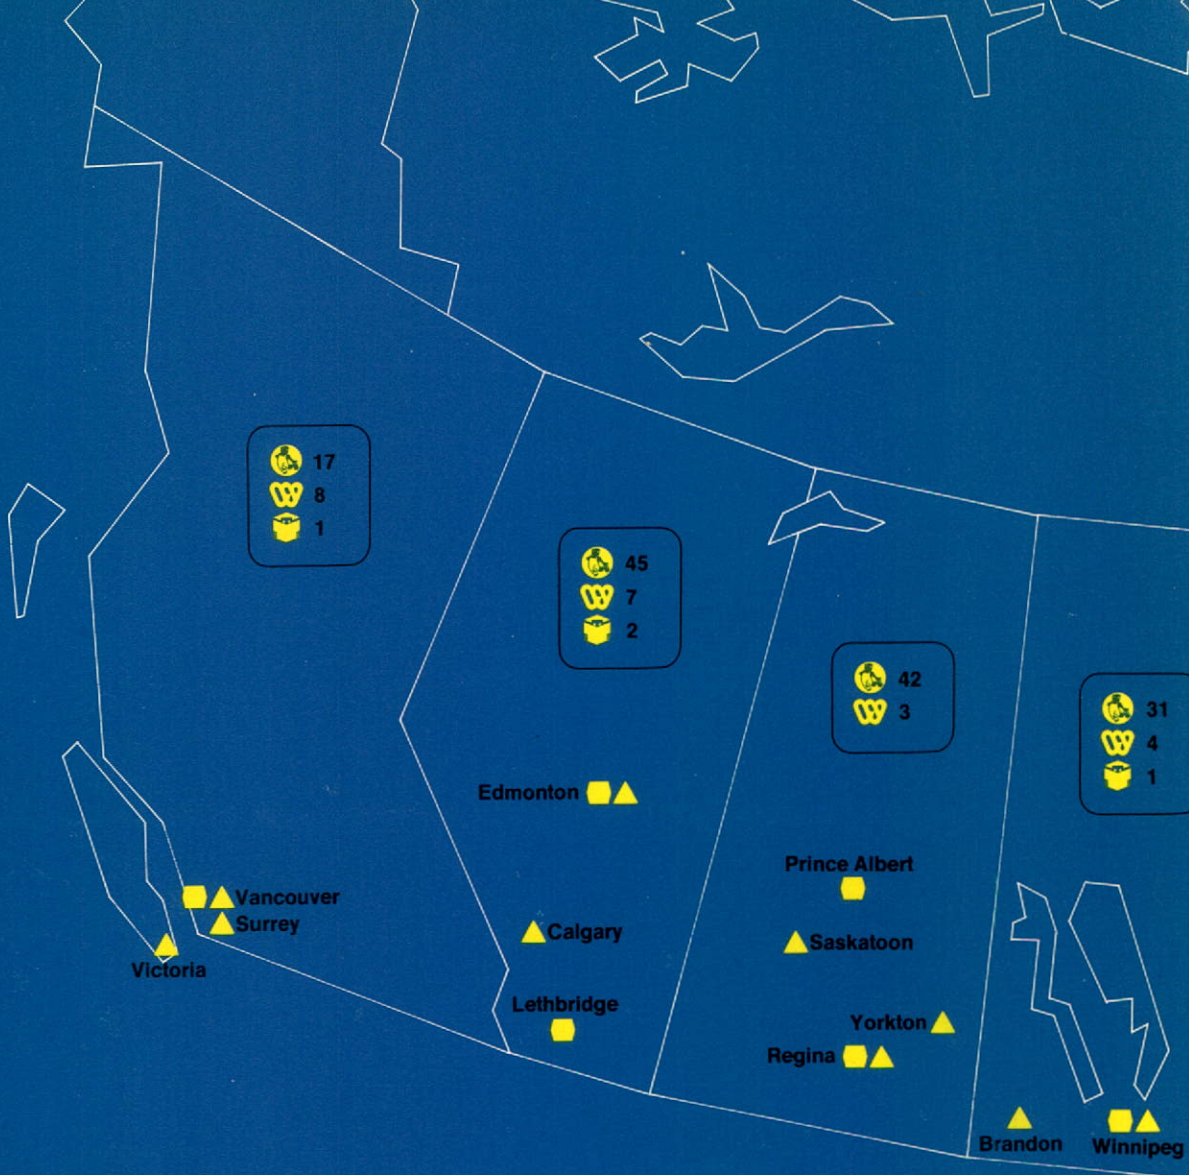 17
8
1
45
7
2
42
3
31
4
1
Edmonton
Prince Albert
Vancouver
Surrey
Calgary
Saskatoon
Victoria
Lethbridge
Yorkton
Regina
Brandon
Winnipeg